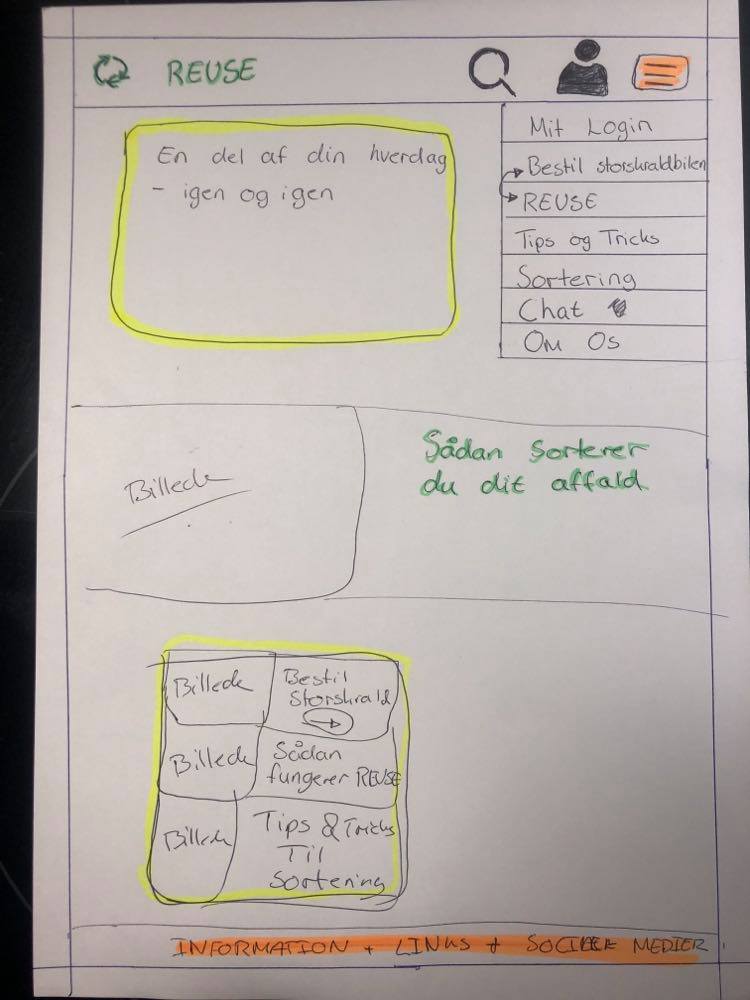 REUSE
Mit Login
Bestil storskraldbilen
REUSE
Tips og Tricks
Sortering
Chat
Om Os
En del af din hverdag
- igen og igen
Billede
Sådan sorterer
du dit affald
Billede
Bestil
Storskrald
Billede
Sådan
fungerer REUSE
Billede
Tips & Tricks
Til
Sortering
INFORMATION + LINKS + SOCIALE MEDIER